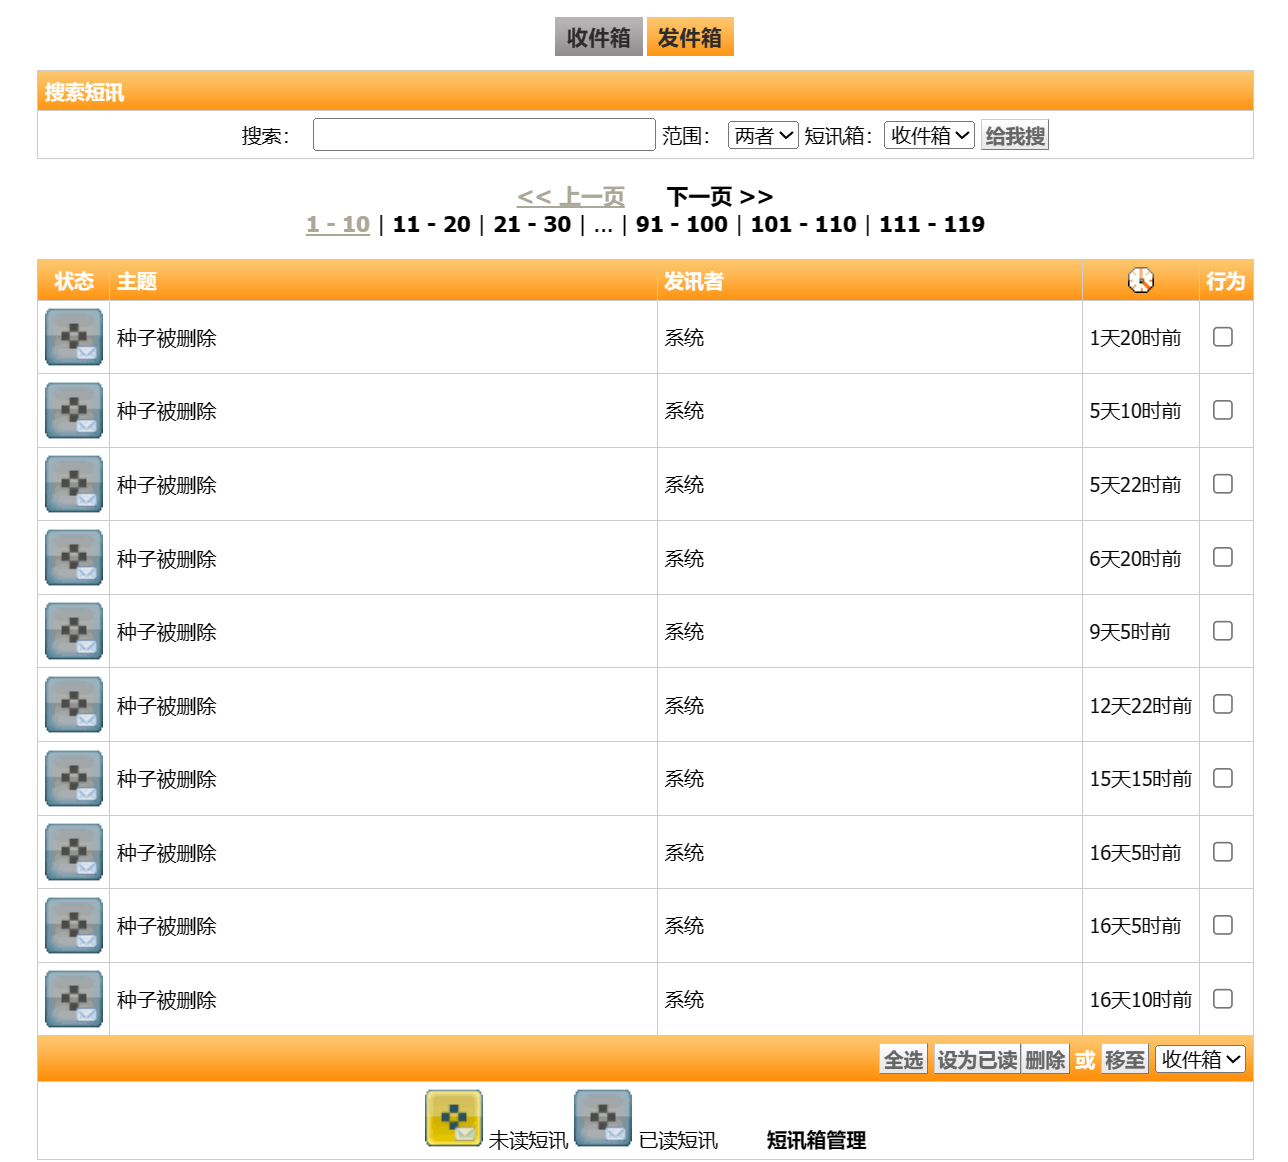 收件箱 发件箱
搜索短讯
搜索： 范围： 两者 短讯箱： 收件箱 给我搜
<< 上一页 下一页 >>
1 - 10 | 11 - 20 | 21 - 30 | ... | 91 - 100 | 101 - 110 | 111 - 119
状态 主题 发讯者 行为
种子被删除 系统 1天20时前
种子被删除 系统 5天10时前
种子被删除 系统 5天22时前
种子被删除 系统 6天20时前
种子被删除 系统 9天5时前
种子被删除 系统 12天22时前
种子被删除 系统 15天15时前
种子被删除 系统 16天5时前
种子被删除 系统 16天5时前
种子被删除 系统 16天10时前
全选 设为已读 删除 或 移至 收件箱
未读短讯 已读短讯 短讯箱管理